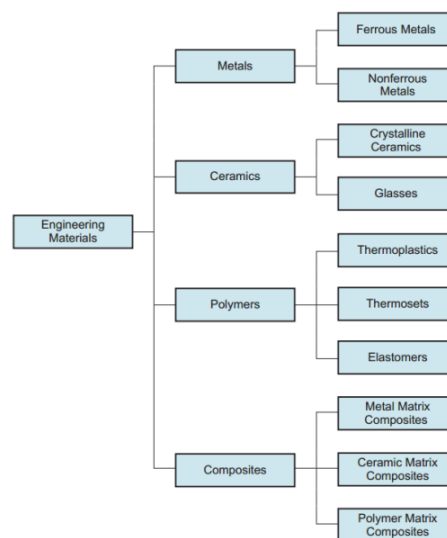 Ferrous Metals
Metals
Nonferrous
Metals
Crystalline
Ceramics
Ceramics
Glasses
Engineering
Materials
Thermoplastics
Polymers
Thermosets
Elastomers
Metal Matrix
Composites
Composites
Ceramic Matrix
Composites
Polymer Matrix
Composites